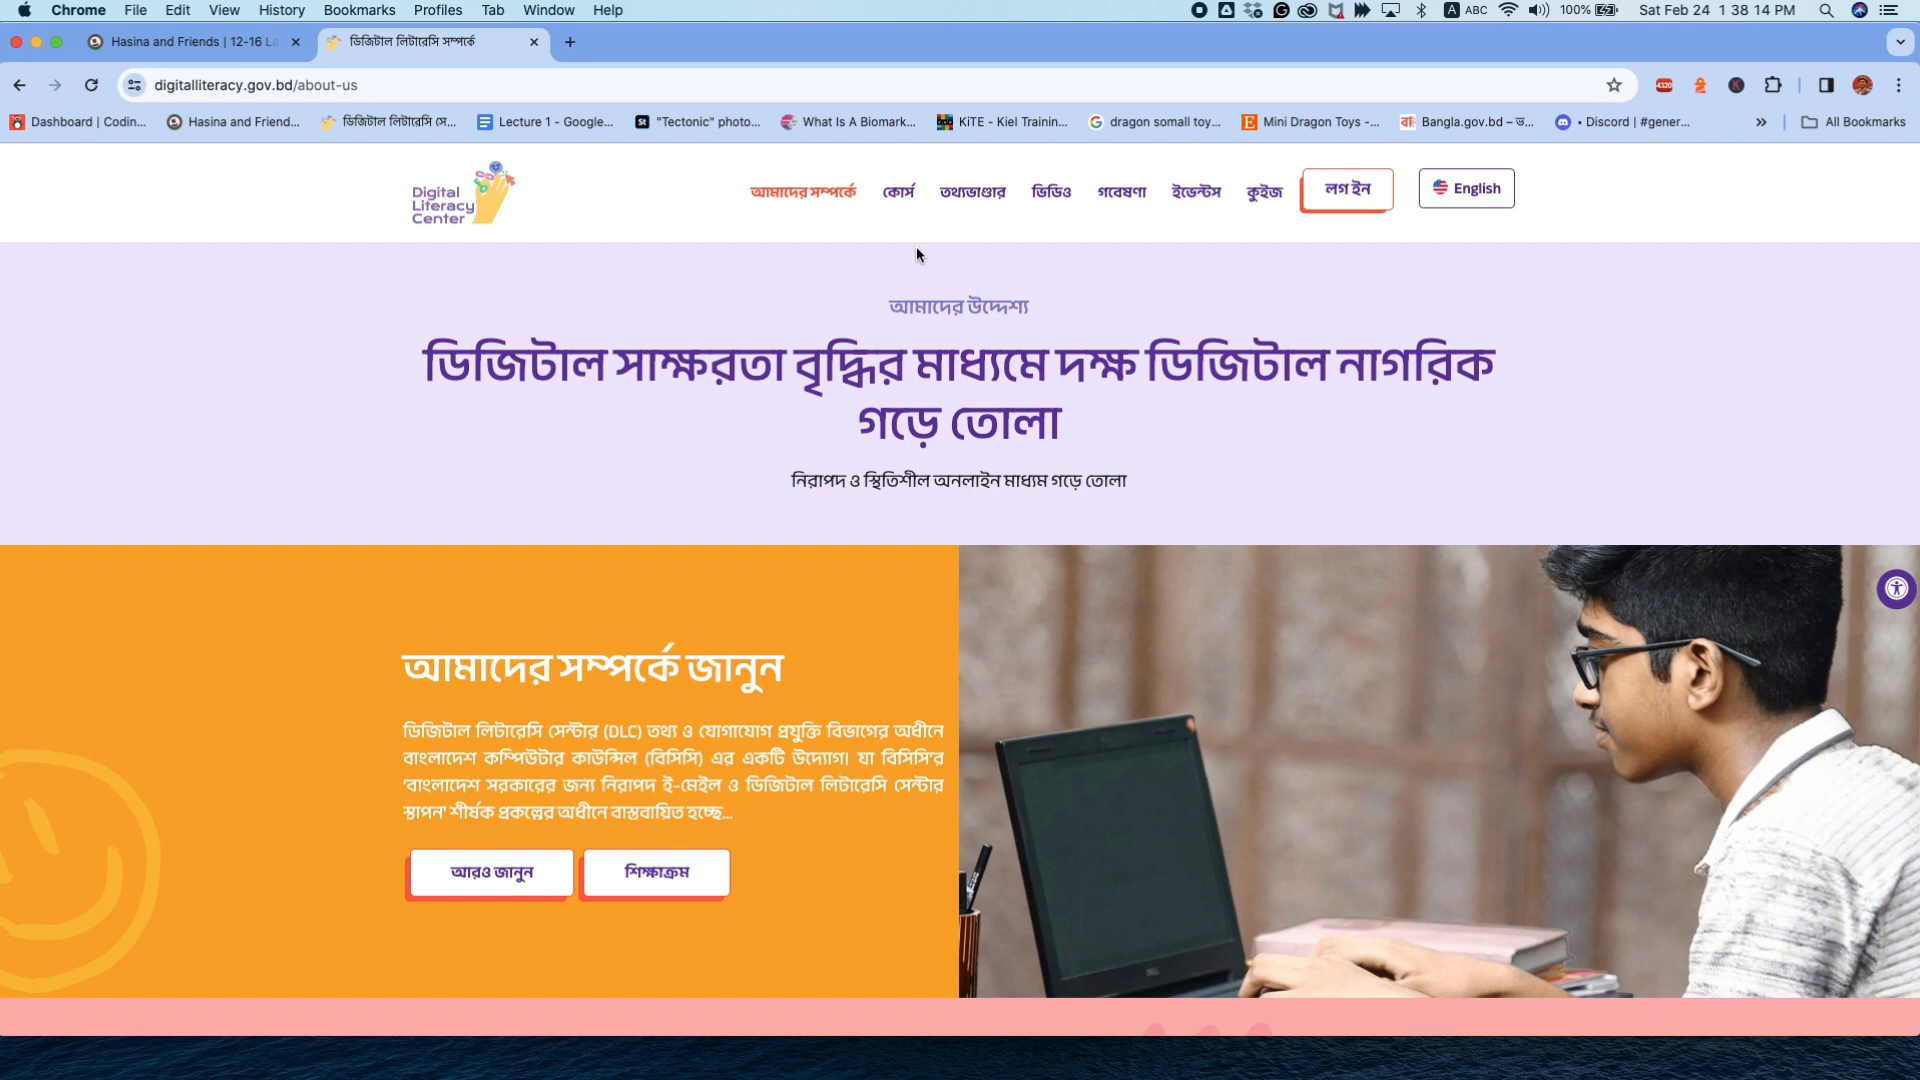 Chrome File Edit View History Bookmarks Profiles Tab Window Help ABC 100% Sat Feb 24 1 38 14 PM
Hasina and Friends | 12-16 La ডিজিটাল লিটারেসি সম্পর্কে
digitalliteracy.gov.bd/about-us 4320
Dashboard | Codin... Hasina and Friend... ডিজিটাল লিটারেসি সে... Lecture 1 - Google... St "Tectonic" photo... What Is A Biomark... KiTE - Kiel Trainin... dragon somall toy... Mini Dragon Toys -... Bangla.gov.bd – ভ... • Discord | #gener... » All Bookmarks
Digital
Literacy
Center
আমাদের সম্পর্কে কোর্স তথ্যভাণ্ডার ভিডিও গবেষণা ইভেন্টস কুইজ লগ ইন English
আমাদের উদ্দেশ্য
ডিজিটাল সাক্ষরতা বৃদ্ধির মাধ্যমে দক্ষ ডিজিটাল নাগরিক
গড়ে তোলা
নিরাপদ ও স্থিতিশীল অনলাইন মাধ্যম গড়ে তোলা
আমাদের সম্পর্কে জানুন
ডিজিটাল লিটারেসি সেন্টার (DLC) তথ্য ও যোগাযোগ প্রযুক্তি বিভাগের অধীনে
বাংলাদেশ কম্পিউটার কাউন্সিল (বিসিসি) এর একটি উদ্যোগ। যা বিসিসি'র
'বাংলাদেশ সরকারের জন্য নিরাপদ ই-মেইল ও ডিজিটাল লিটারেসি সেন্টার
স্থাপন' শীর্ষক প্রকল্পের অধীনে বাস্তবায়িত হচ্ছে...
আরও জানুন শিক্ষাক্রম